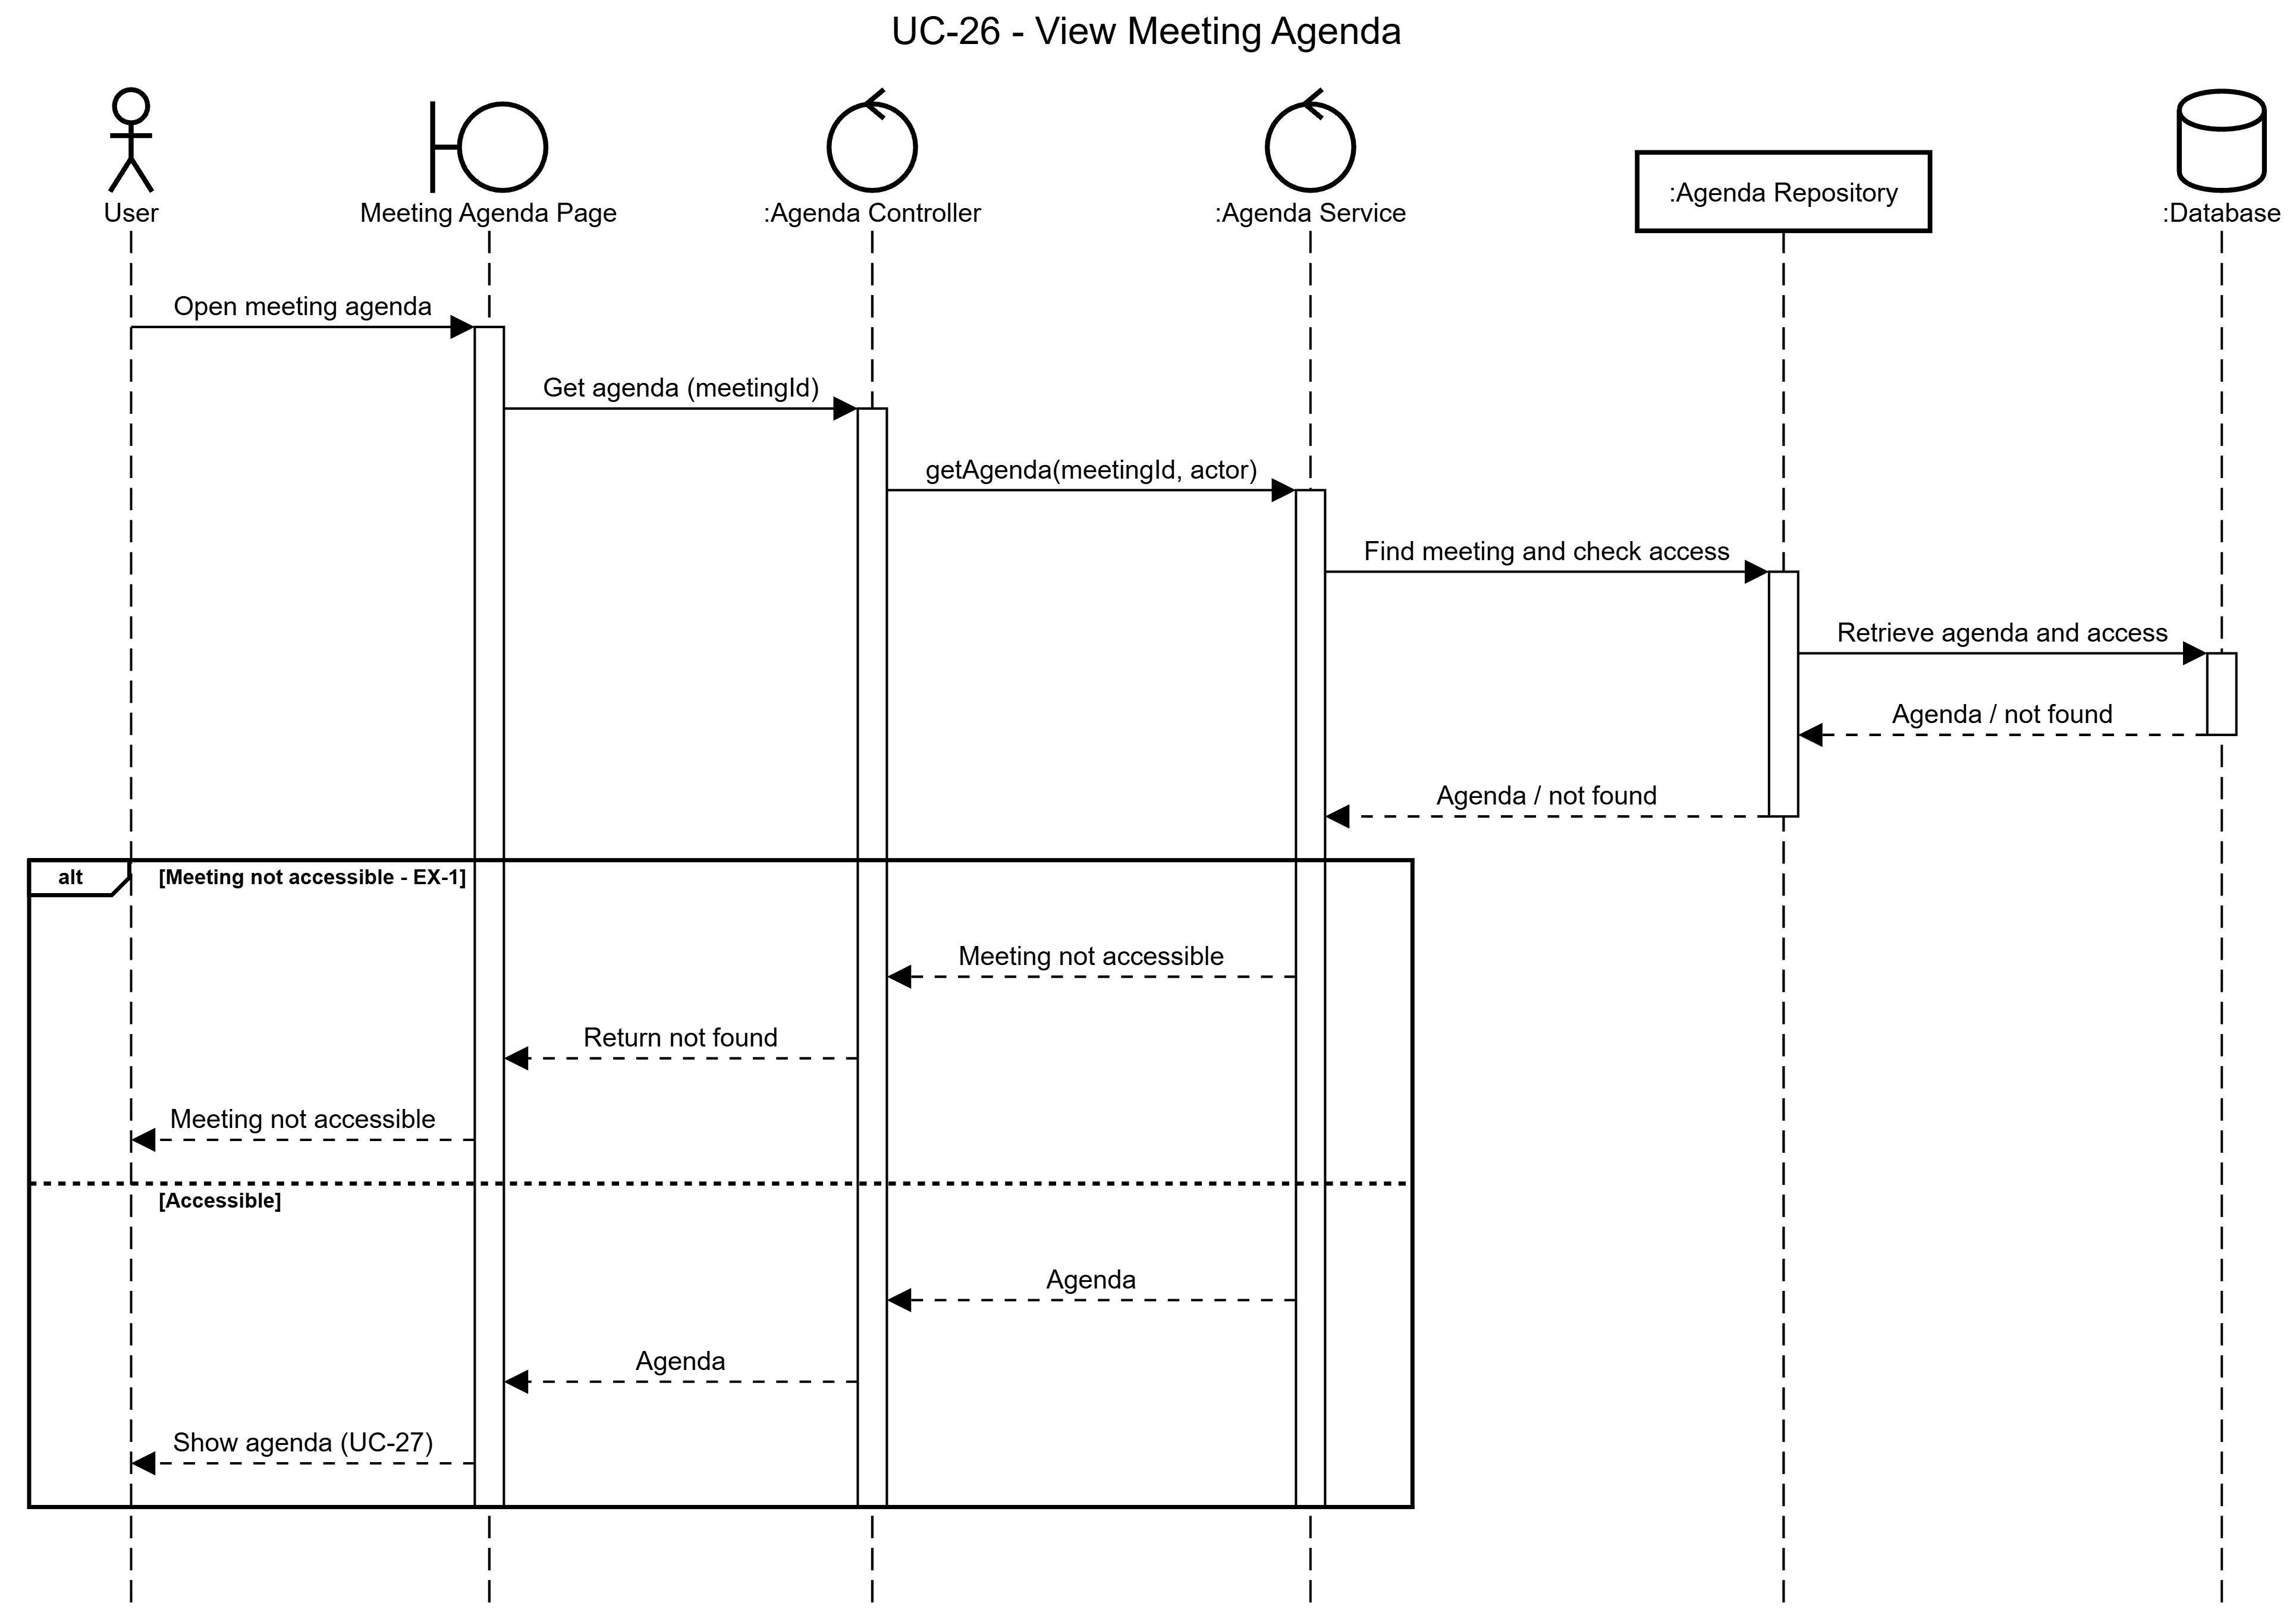 UC-26 - View Meeting Agenda
User
Meeting Agenda Page
:Agenda Controller
:Agenda Service
:Agenda Repository
:Database
Open meeting agenda
Get agenda (meetingId)
getAgenda(meetingId, actor)
Find meeting and check access
Retrieve agenda and access
Agenda / not found
Agenda / not found
alt
[Meeting not accessible - EX-1]
Meeting not accessible
Return not found
Meeting not accessible
[Accessible]
Agenda
Agenda
Show agenda (UC-27)